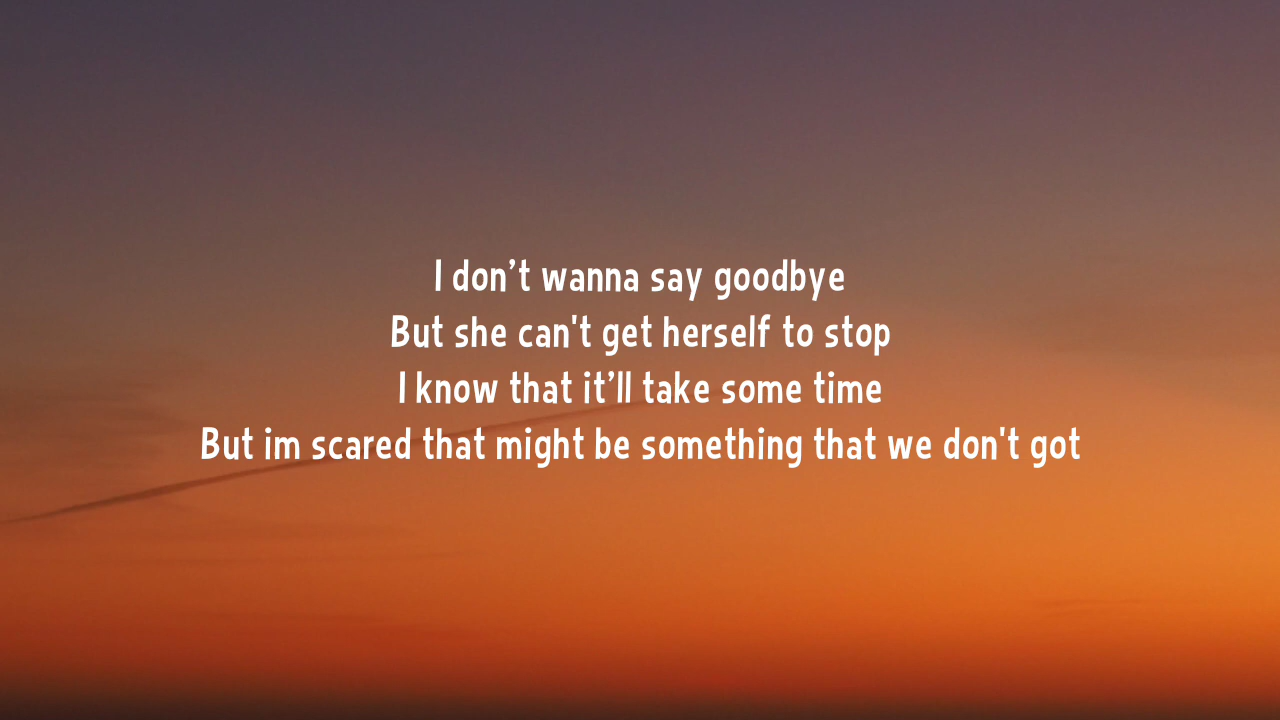 I don’t wanna say goodbye
But she can't get herself to stop
I know that it’ll take some time
But im scared that might be something that we don't got